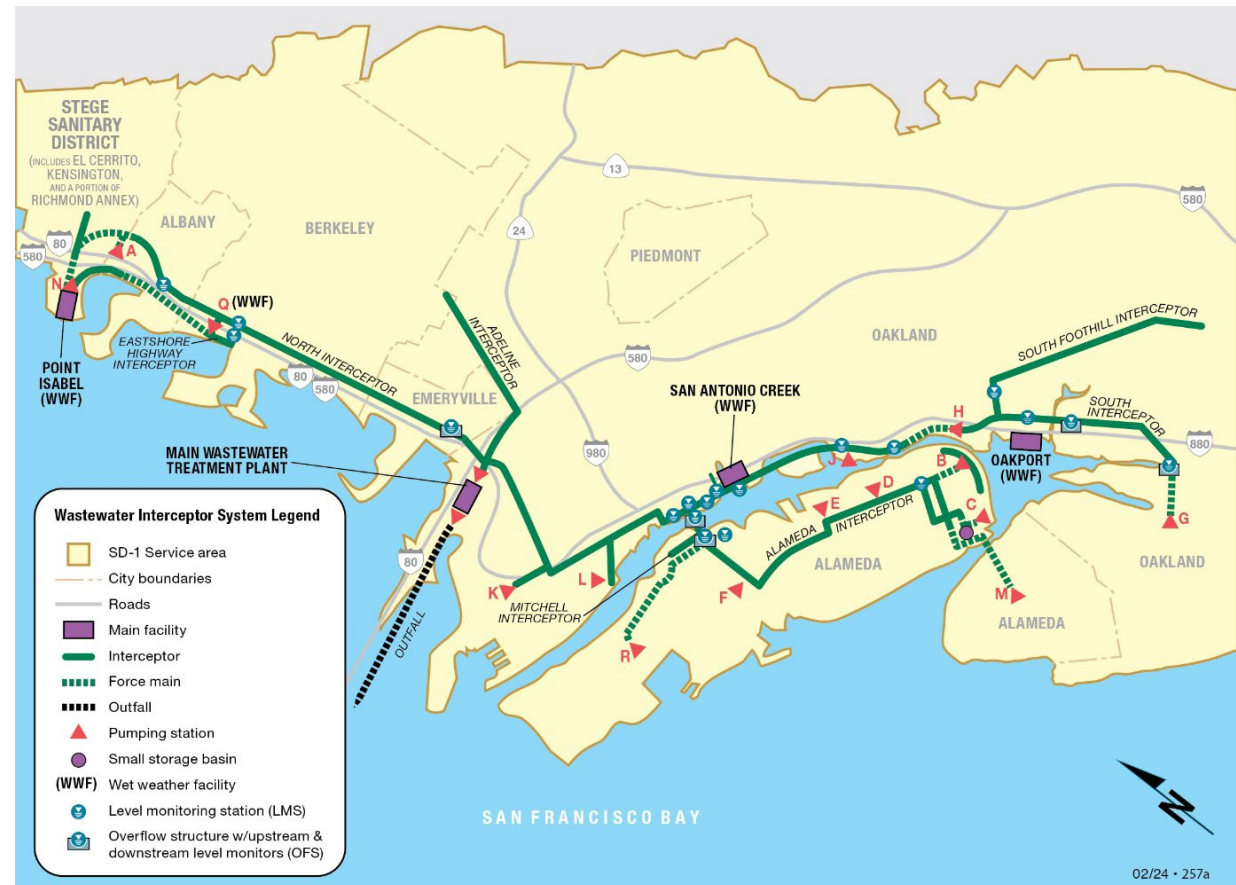 STEGE
SANITARY
DISTRICT
(INCLUDES EL CERRITO,
KENSINGTON,
AND A PORTION OF
RICHMOND ANNEX)
ALBANY
BERKELEY
13
580
24
PIEDMONT
80
580
A
N
Q (WWF)
EASTSHORE
HIGHWAY
INTERCEPTOR
POINT
ISABEL
(WWF)
NORTH INTERCEPTOR
80
580
ADELINE
INTERCEPTOR
EMERYVILLE
580
OAKLAND
SOUTH FOOTHILL INTERCEPTOR
SAN ANTONIO CREEK
(WWF)
MAIN WASTEWATER
TREATMENT PLANT
980
H
SOUTH
INTERCEPTOR
880
OAKPORT
(WWF)
J
B
D
E
C
G
ALAMEDA
INTERCEPTOR
ALAMEDA
OAKLAND
80
K
L
MITCHELL
INTERCEPTOR
F
M
ALAMEDA
R
OUTFALL
Wastewater Interceptor System Legend
SD-1 Service area
City boundaries
Roads
Main facility
Interceptor
Force main
Outfall
Pumping station
Small storage basin
(WWF) Wet weather facility
Level monitoring station (LMS)
Overflow structure w/upstream &
downstream level monitors (OFS)
SAN FRANCISCO BAY
N
02/24 • 257a